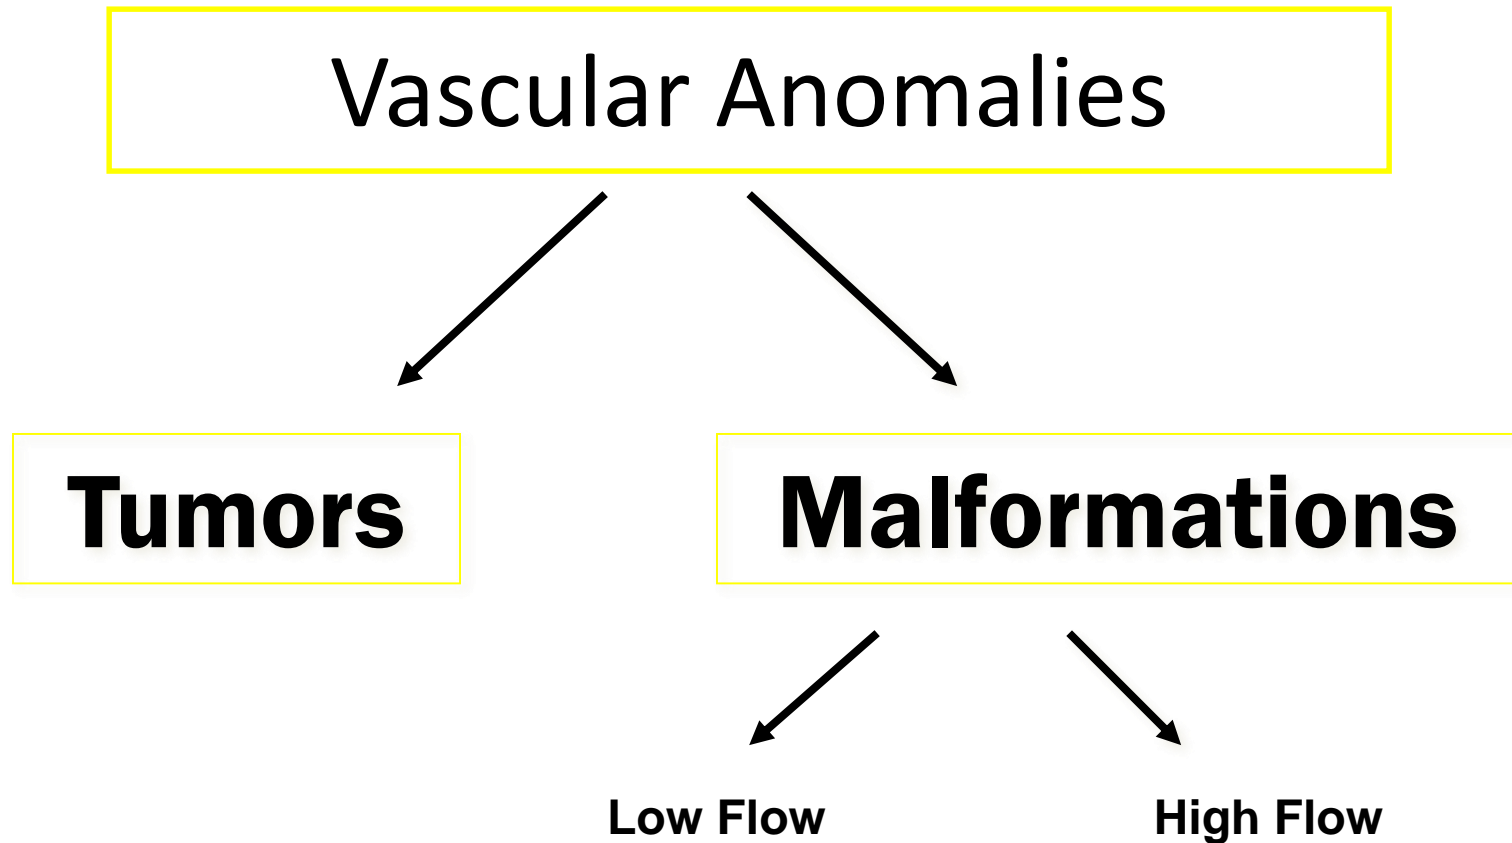 Vascular Anomalies
Tumors
Malformations
Low Flow
High Flow